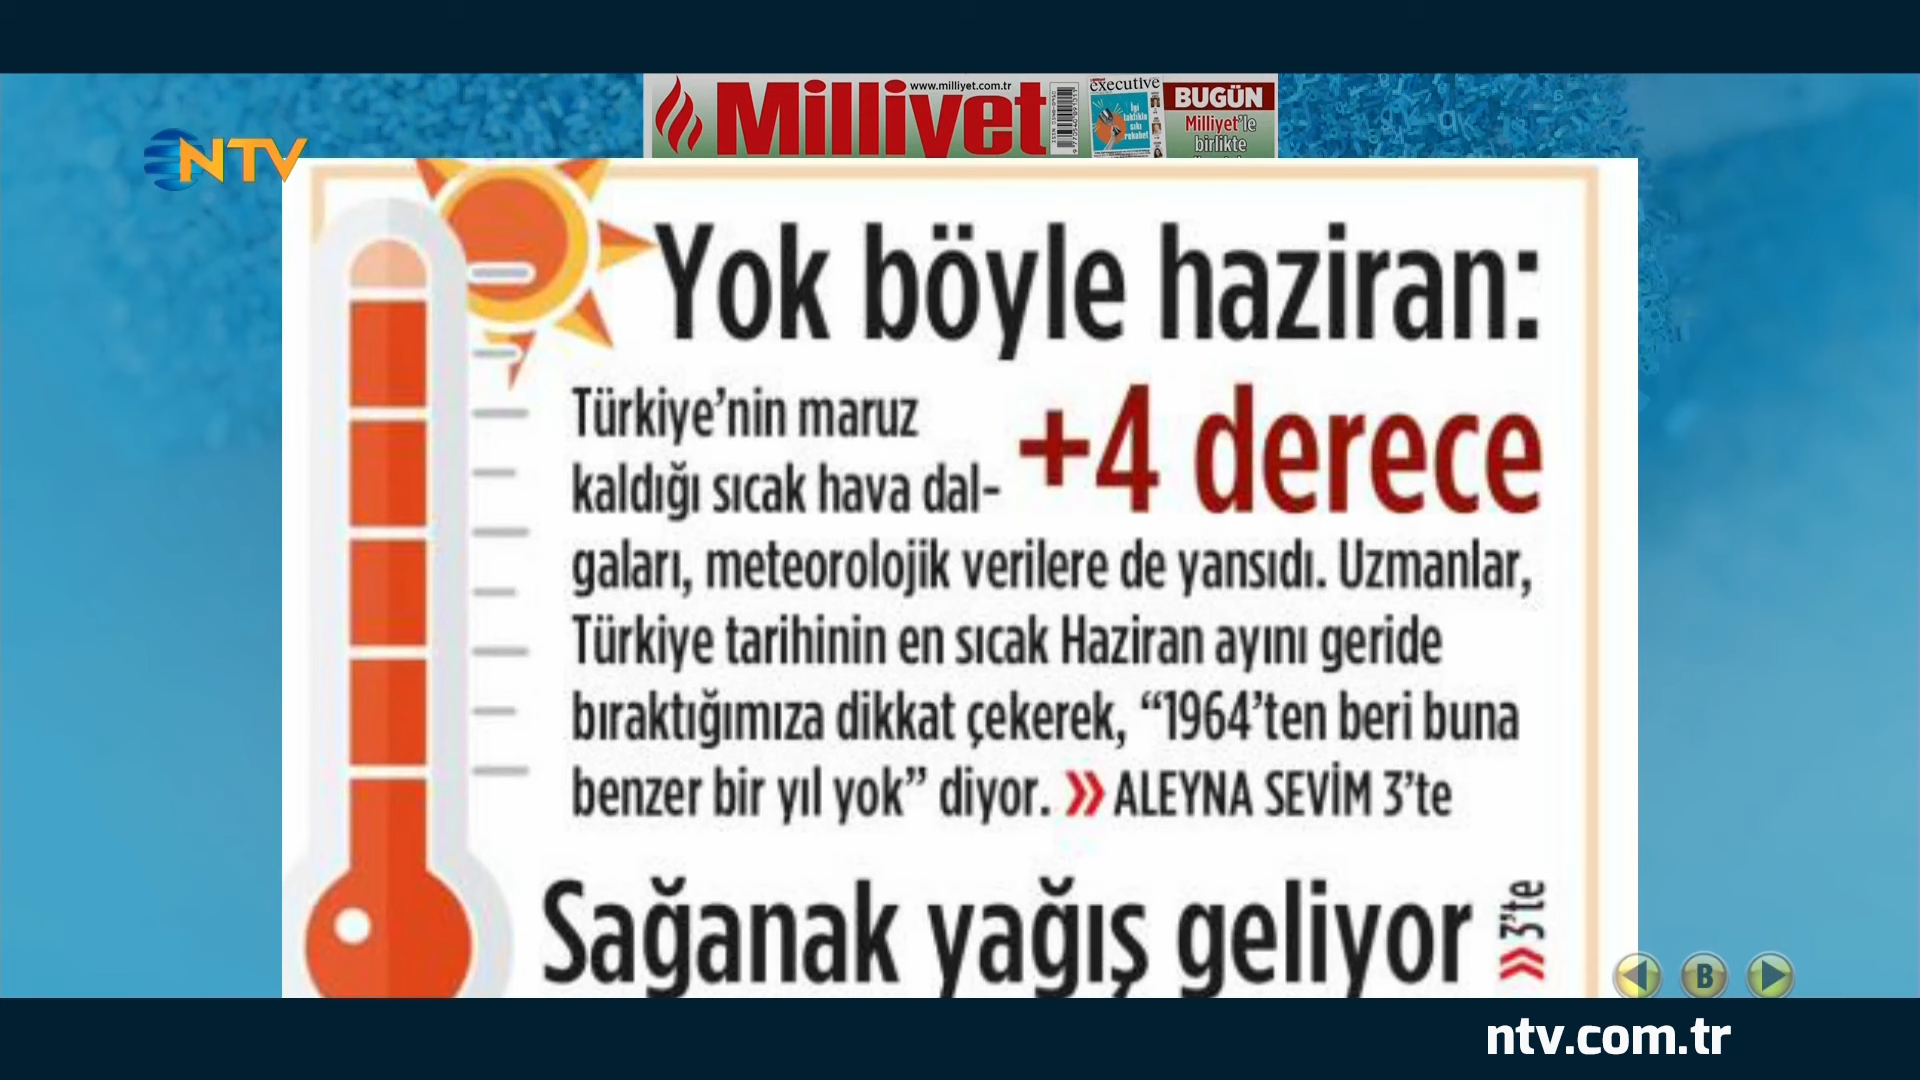 www.milliyet.com.tr
Milliyet
executive
BUGÜN
Milliyet'le
birlikte
NTV
Yok böyle haziran:
+4 derece
Türkiye'nin maruz
kaldığı sıcak hava dal-
gaları, meteorolojik verilere de yansıdı. Uzmanlar,
Türkiye tarihinin en sıcak Haziran ayını geride
bıraktığımıza dikkat çekerek, “1964'ten beri buna
benzer bir yıl yok” diyor. » ALEYNA SEVİM 3'te
Sağanak yağış geliyor
» 3'te
B
ntv.com.tr